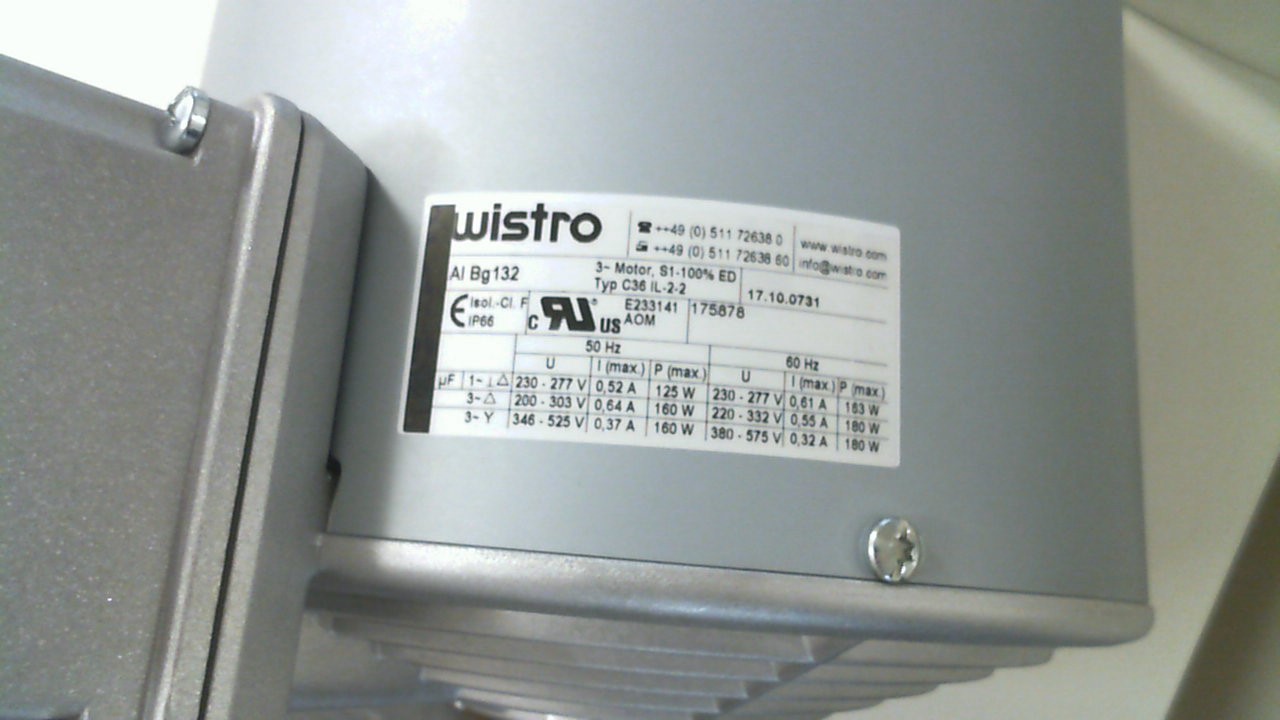 wistro
++49 (0) 511 72638 0
++49 (0) 511 72638 60
www.wistro.com
info@wistro.com
AI Bg132
3~ Motor, S1-100% ED
Typ C36 IL-2-2
17.10.0731
CE Isol.-Cl. F
IP66
C RU ® US
E233141
AOM
175878
50 Hz 60 Hz
U I (max.) P (max.) U I (max.) P (max.)
µF 1~ ⊥ △ 230 - 277 V 0,52 A 125 W 230 - 277 V 0,61 A 163 W
3~ △ 200 - 303 V 0,64 A 160 W 220 - 332 V 0,55 A 180 W
3~ Y 346 - 525 V 0,37 A 160 W 380 - 575 V 0,32 A 180 W